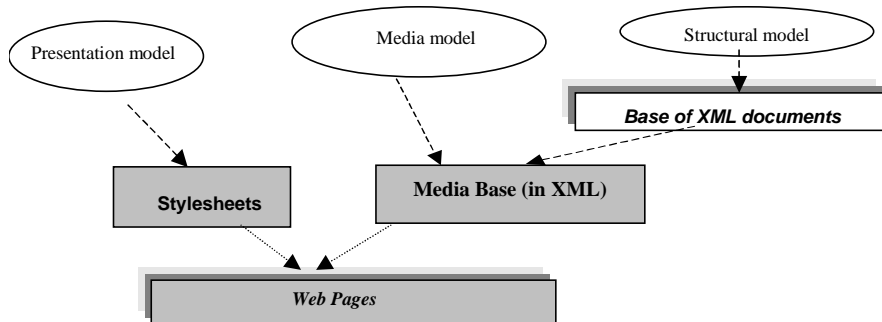 Presentation model
Media model
Structural model
Base of XML documents
Stylesheets
Media Base (in XML)
Web Pages